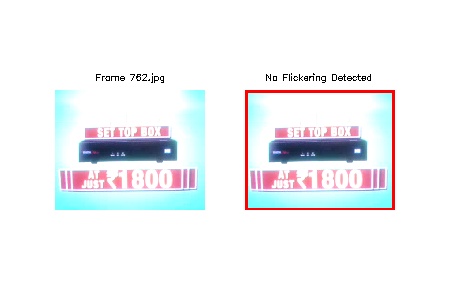 Frame 762.jpg
No Flickering Detected
SET TOP BOX
AT JUST ₹1800
SET TOP BOX
AT JUST ₹1800